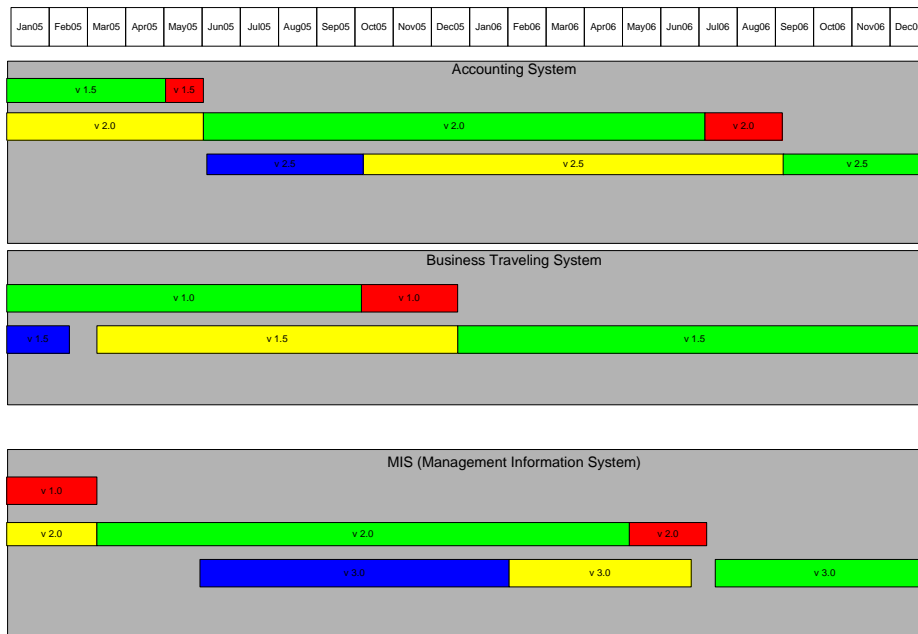 Jan05 Feb05 Mar05 Apr05 May05 Jun05 Jul05 Aug05 Sep05 Oct05 Nov05 Dec05 Jan06 Feb06 Mar06 Apr06 May06 Jun06 Jul06 Aug06 Sep06 Oct06 Nov06 Dec0
Accounting System
v 1.5 v 1.5
v 2.0 v 2.0 v 2.0
v 2.5 v 2.5 v 2.5
Business Traveling System
v 1.0 v 1.0
v 1.5 v 1.5 v 1.5
MIS (Management Information System)
v 1.0
v 2.0 v 2.0 v 2.0
v 3.0 v 3.0 v 3.0